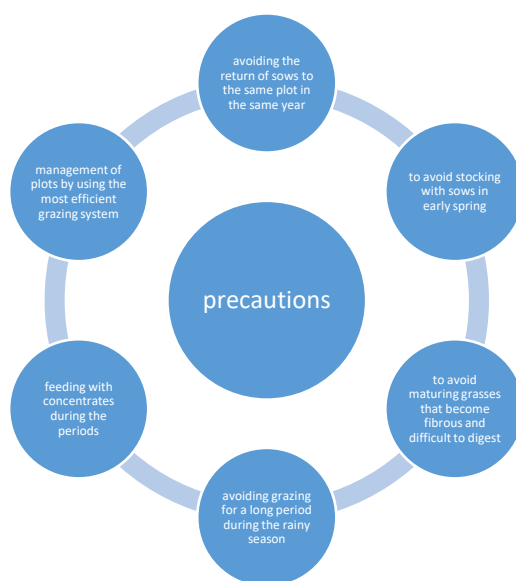 avoiding the
return of sows to
the same plot in
the same year
to avoid stocking
with sows in
early spring
to avoid
maturing grasses
that become
fibrous and
difficult to digest
avoiding grazing
for a long period
during the rainy
season
feeding with
concentrates
during the
periods
management of
plots by using the
most efficient
grazing system
precautions